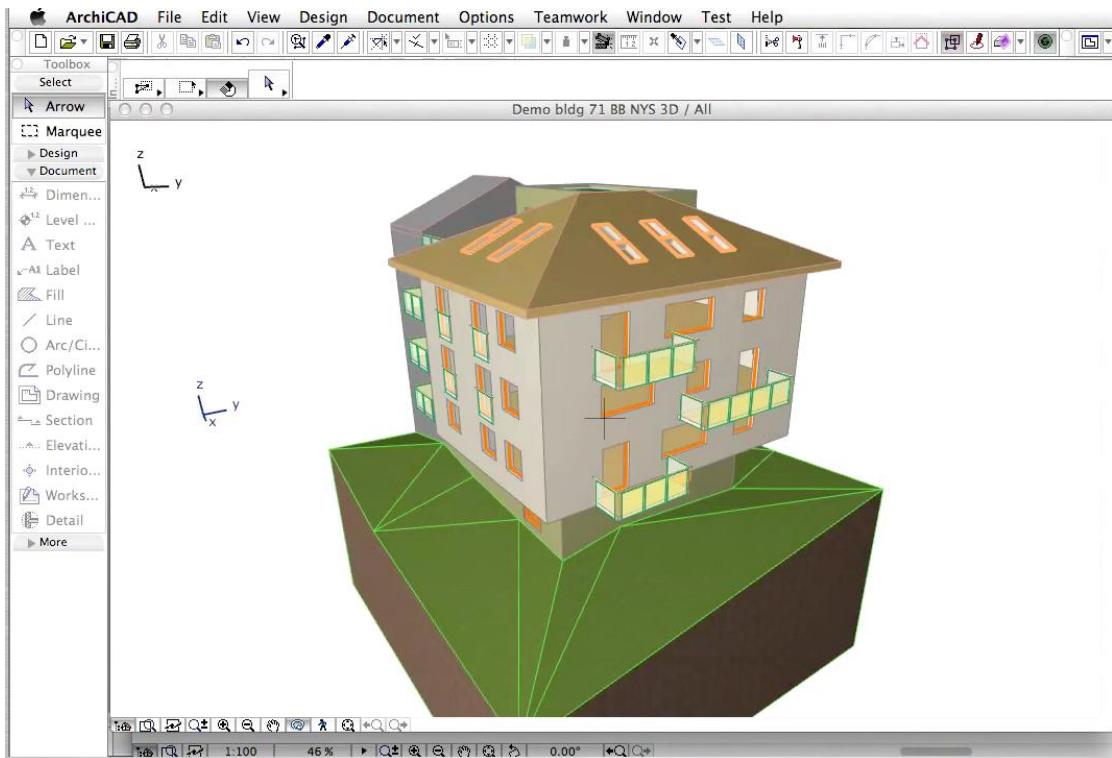 ArchiCAD File Edit View Design Document Options Teamwork Window Test Help
Toolbox
Select
Arrow
Marquee
Design
Document
Dimen...
Level ...
Text
Label
Fill
Line
Arc/Ci...
Polyline
Drawing
Section
Elevati...
Interio...
Works...
Detail
More
Demo bldg 71 BB NYS 3D / All
z
y
x
z
y
x
1:100 46 % 0.00°